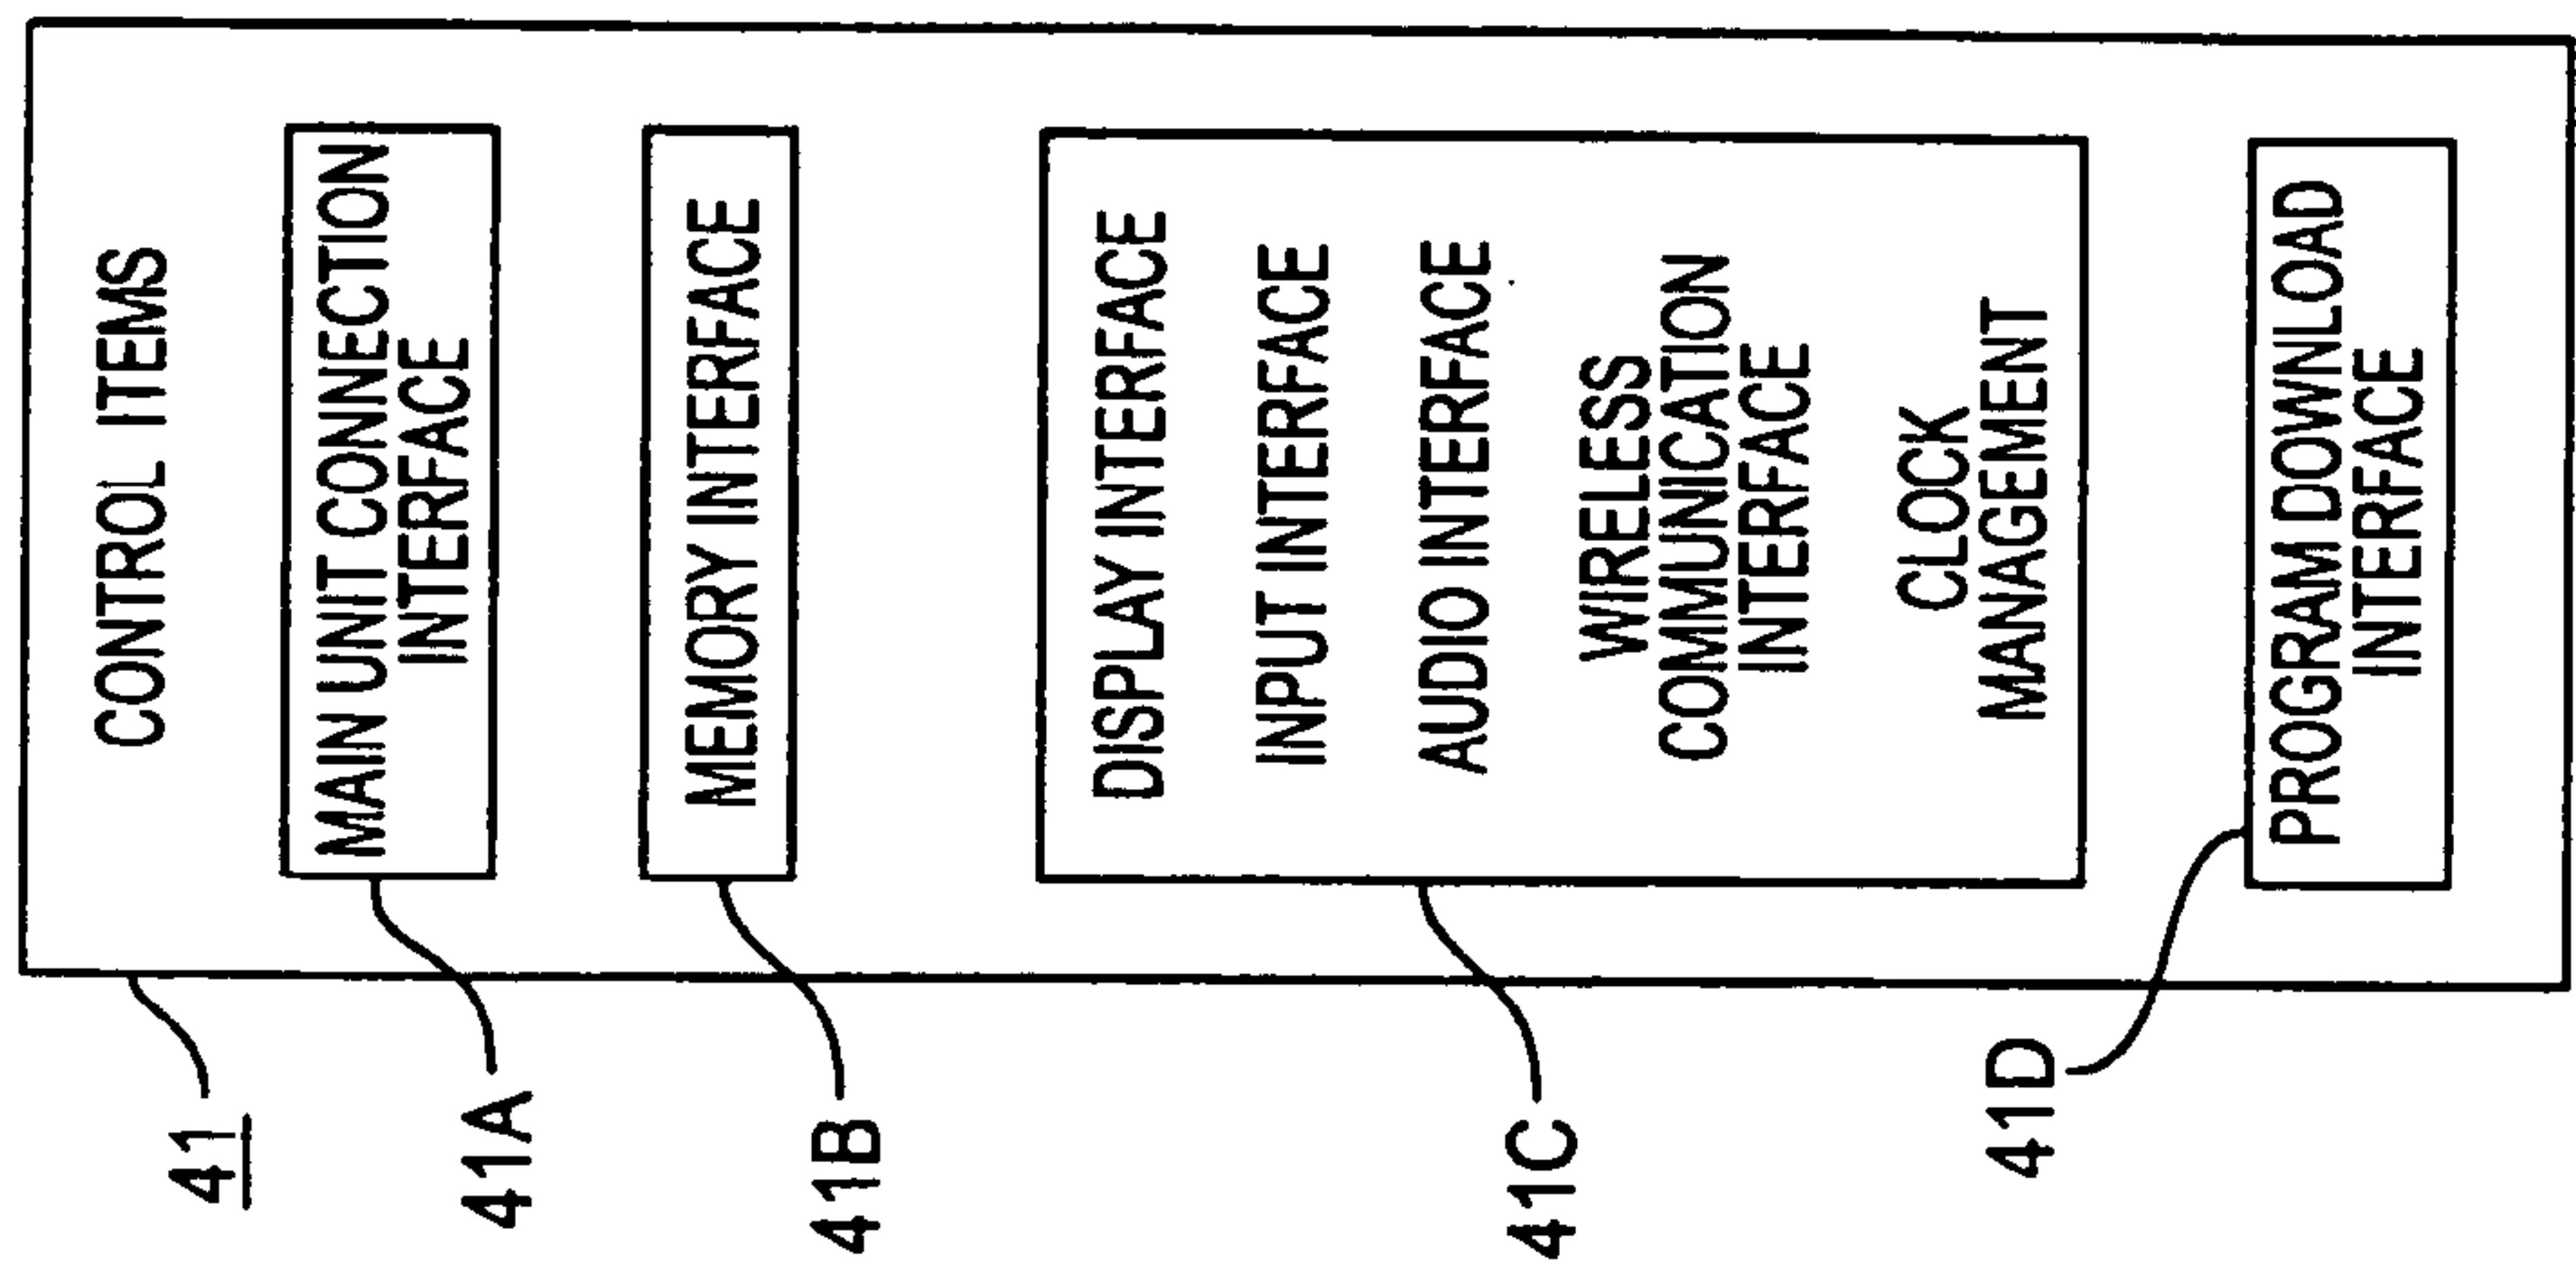 CONTROL ITEMS
41
MAIN UNIT CONNECTION
INTERFACE
41A
MEMORY INTERFACE
41B
DISPLAY INTERFACE
INPUT INTERFACE
AUDIO INTERFACE
WIRELESS
COMMUNICATION
INTERFACE
CLOCK
MANAGEMENT
41C
PROGRAM DOWNLOAD
INTERFACE
41D